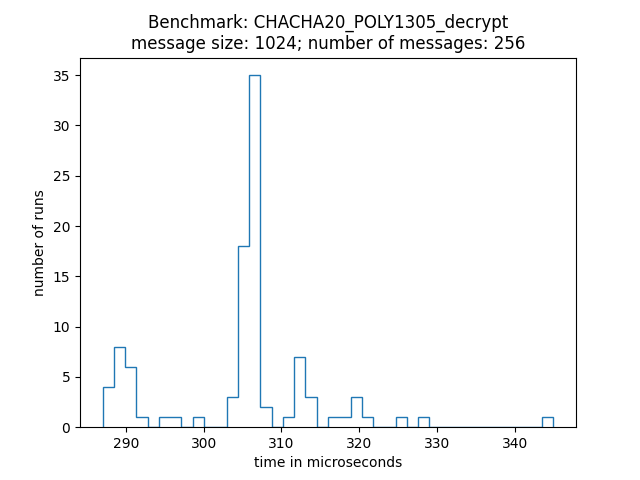 Benchmark: CHACHA20_POLY1305_decrypt
message size: 1024; number of messages: 256
35
30
25
20
15
10
5
0
number of runs
290 300 310 320 330 340
time in microseconds